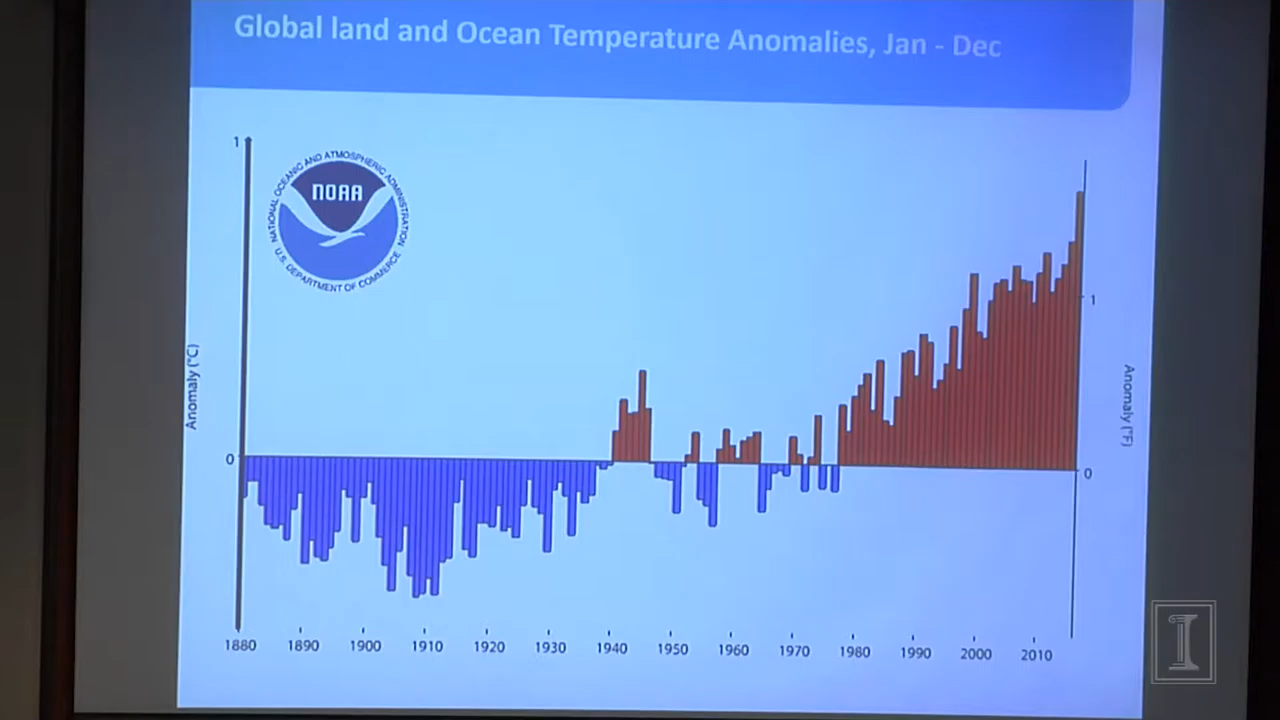 Global land and Ocean Temperature Anomalies, Jan - Dec
1
NATIONAL OCEANIC AND ATMOSPHERIC ADMINISTRATION
NOAA
U.S. DEPARTMENT OF COMMERCE
1
Anomaly (°C)
Anomaly (°F)
0
0
1880 1890 1900 1910 1920 1930 1940 1950 1960 1970 1980 1990 2000 2010
I